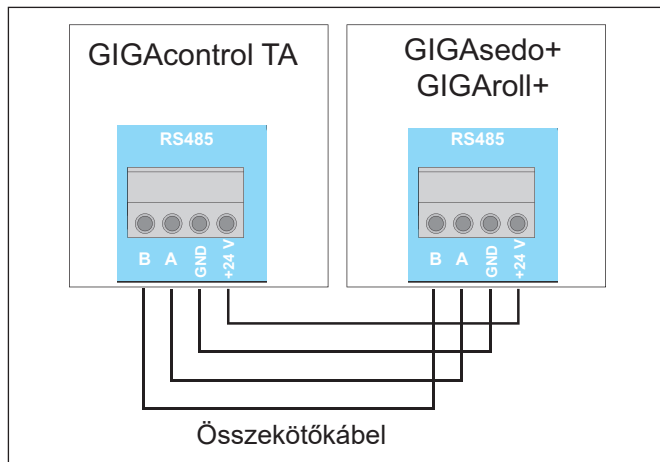 GIGAcontrol TA
GIGAsedo+
GIGAroll+
RS485
RS485
B A GND +24 V
B A GND +24 V
Összekötőkábel